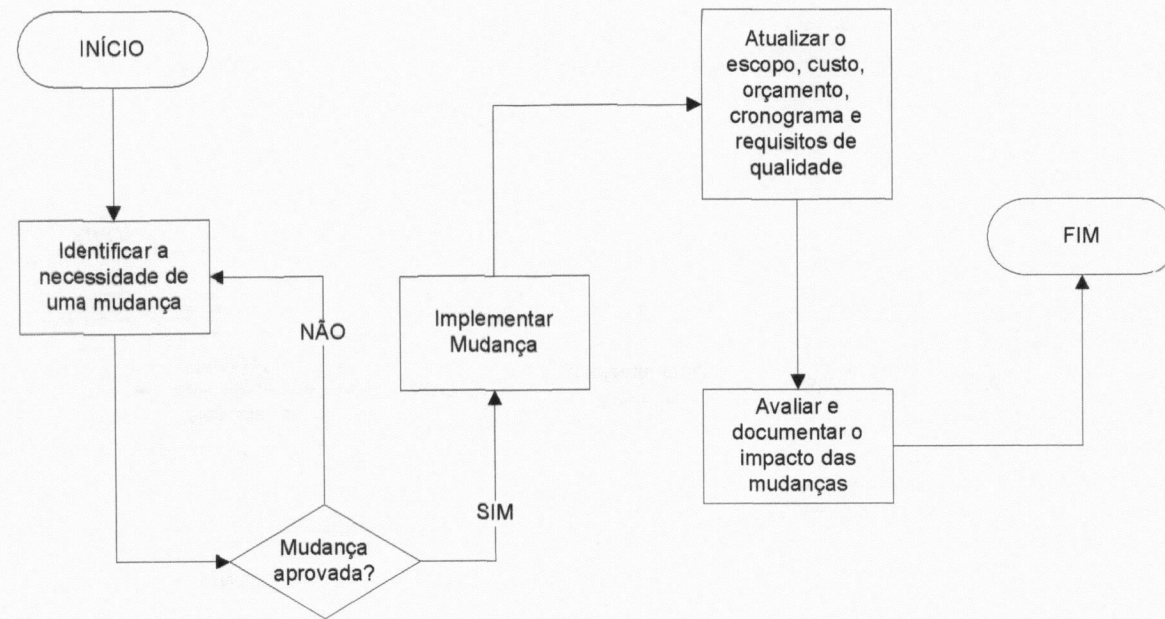 INÍCIO
Identificar a
necessidade de
uma mudança
NÃO
Mudança
aprovada?
SIM
Implementar
Mudança
Atualizar o
escopo, custo,
orçamento,
cronograma e
requisitos de
qualidade
Avaliar e
documentar o
impacto das
mudanças
FIM